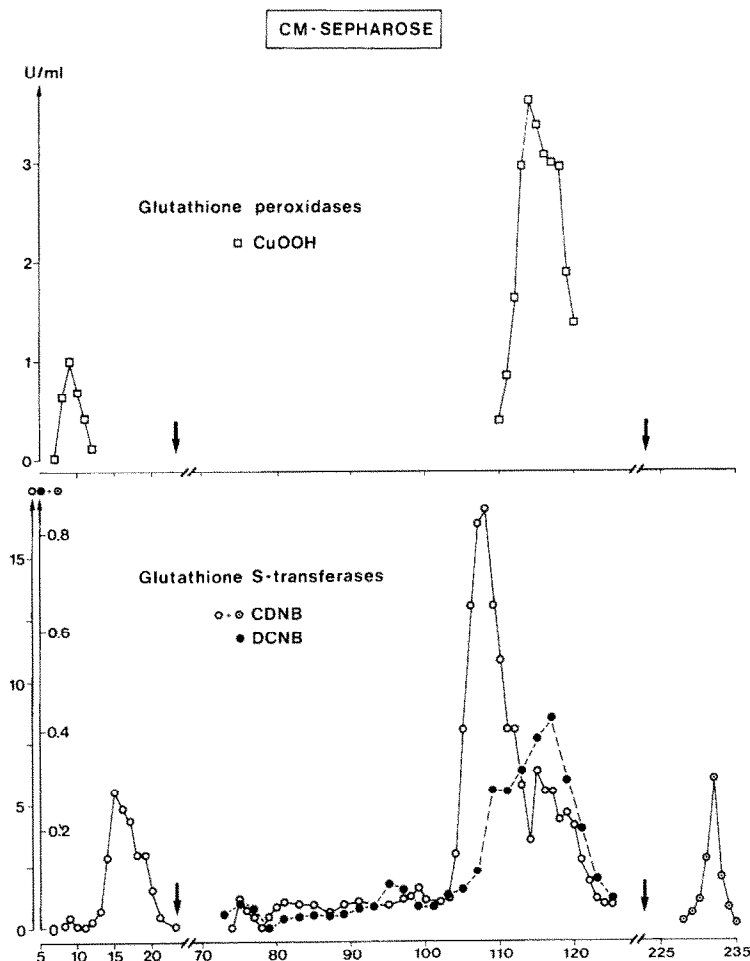 CM-SEPHAROSE
U/ml
3
2
1
0
Glutathione peroxidases
CuOOH
15
10
5
0
0.8
0.6
0.4
0.2
0
Glutathione S-transferases
CDNB
DCNB
5 10 15 20 70 80 90 100 110 120 225 235